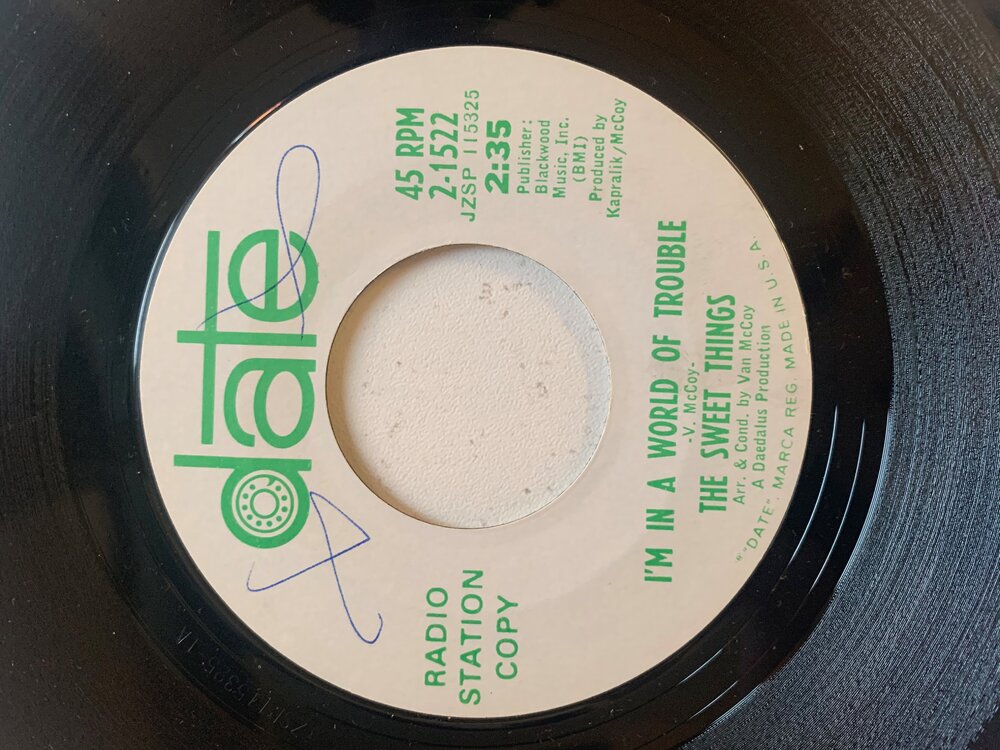 date
RADIO
STATION
COPY
45 RPM
2-1522
JZSP 115325
2:35
Publisher:
Blackwood
Music, Inc.
(BMI)
Produced by
Kapralik/McCoy
I'M IN A WORLD OF TROUBLE
-V. McCoy-
THE SWEET THINGS
Arr. & Cond. by Van McCoy
A Daedalus Production
"DATE", MARCA REG. MADE IN U.S.A.